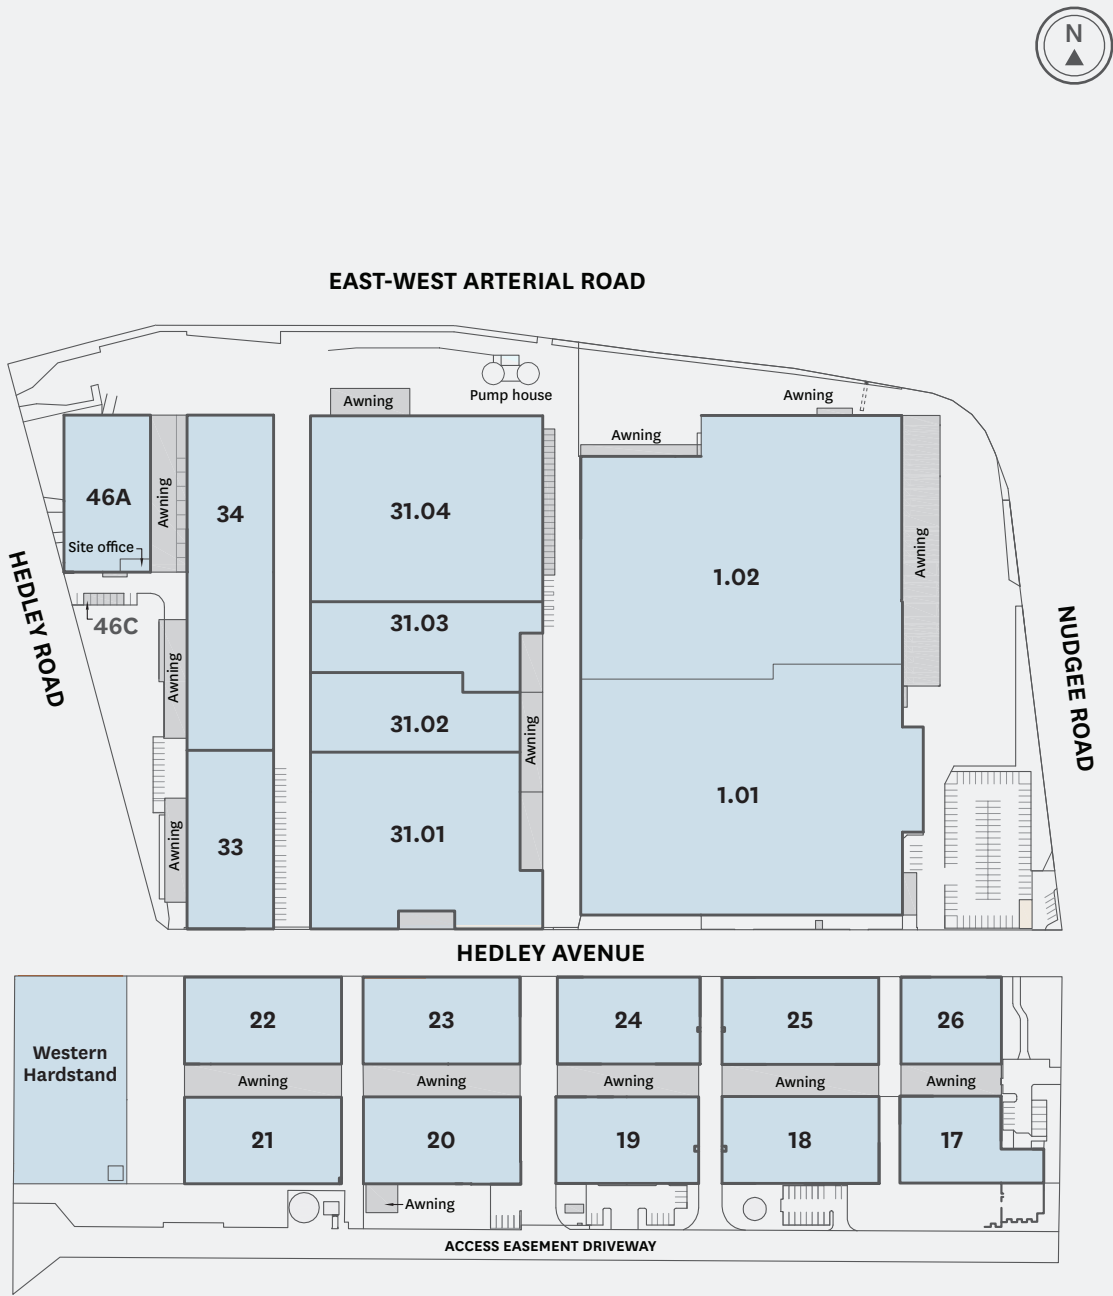 N
EAST-WEST ARTERIAL ROAD
Pump house
Awning
Awning
Awning
46A
Awning
34
31.04
1.02
Awning
Site office
46C
HEDLEY ROAD
31.03
Awning
31.02
Awning
NUDGEE ROAD
1.01
31.01
33
Awning
HEDLEY AVENUE
22
23
24
25
26
Western
Hardstand
Awning
Awning
Awning
Awning
Awning
21
20
19
18
17
Awning
ACCESS EASEMENT DRIVEWAY